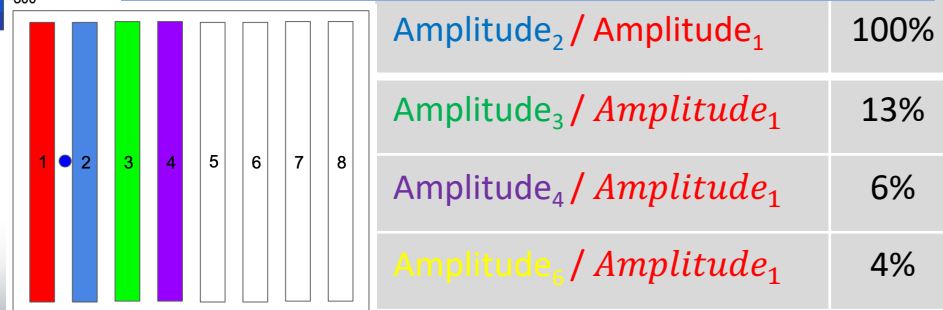 1 2 3 4 5 6 7 8
Amplitude₂ / Amplitude₁ 100%
Amplitude₃ / Amplitude₁ 13%
Amplitude₄ / Amplitude₁ 6%
Amplitude₆ / Amplitude₁ 4%